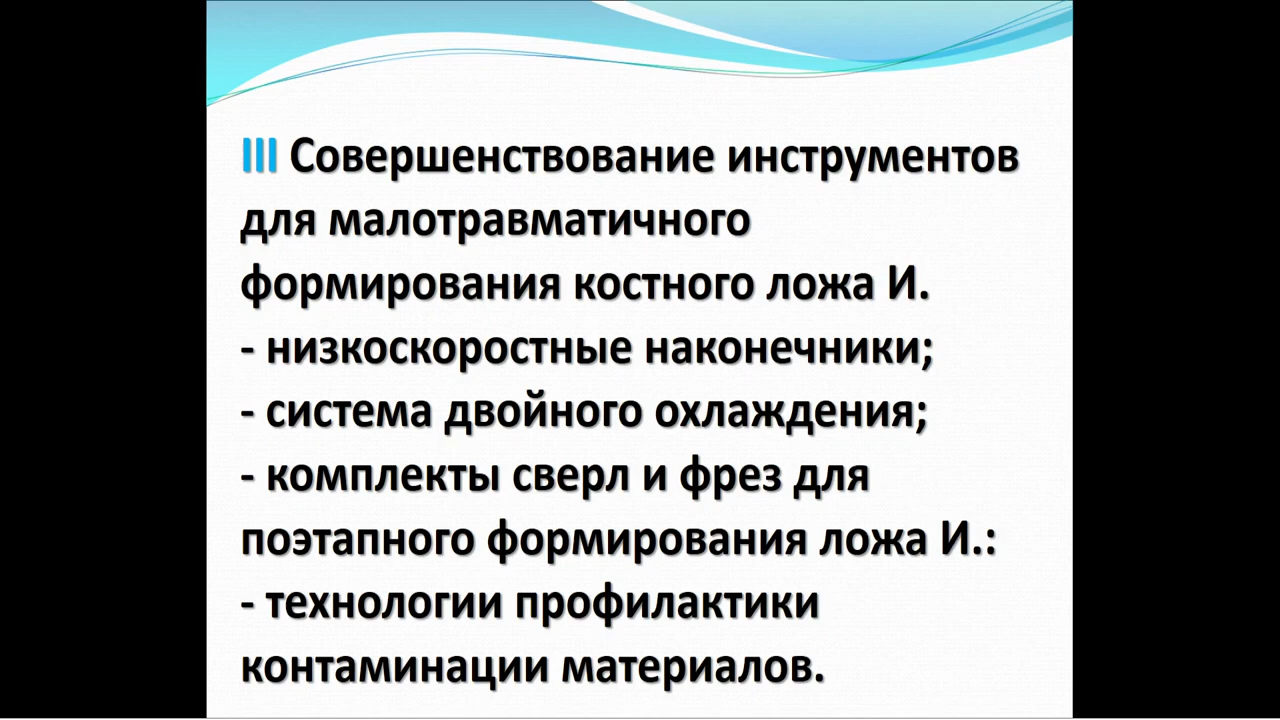 III Совершенствование инструментов
для малотравматичного
формирования костного ложа И.
- низкоскоростные наконечники;
- система двойного охлаждения;
- комплекты сверл и фрез для
поэтапного формирования ложа И.:
- технологии профилактики
контаминации материалов.